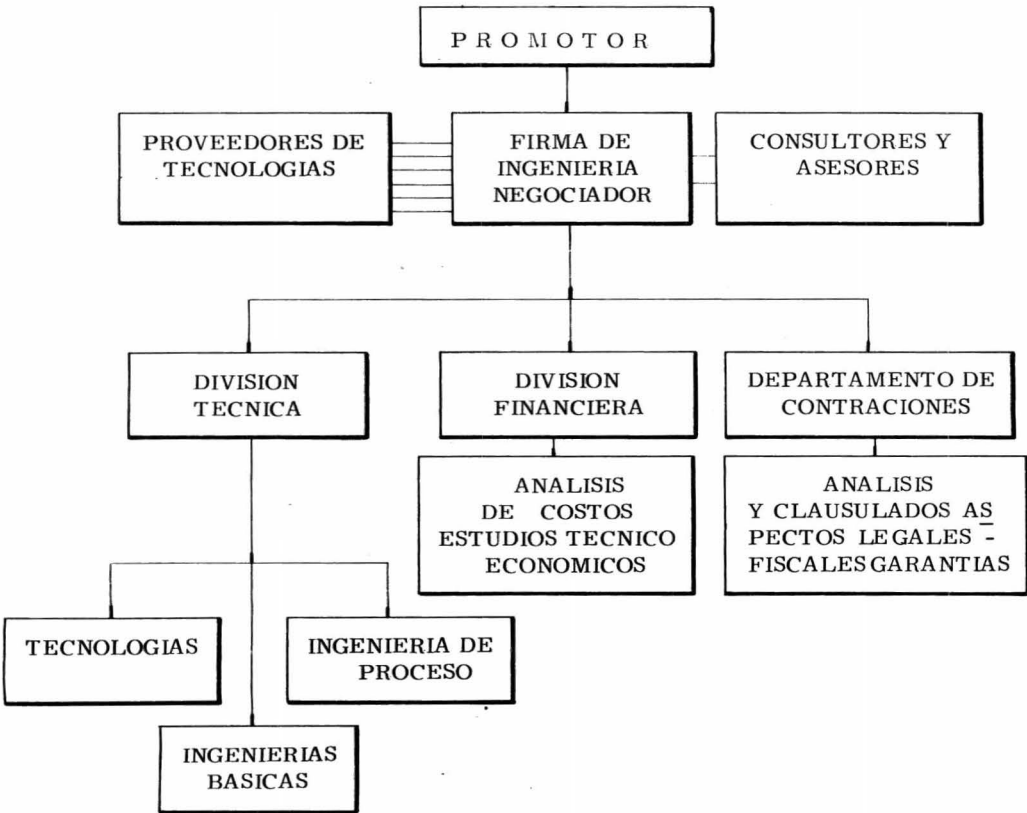 PROMOTOR
PROVEEDORES DE
TECNOLOGIAS
FIRMA DE
INGENIERIA
NEGOCIADOR
CONSULTORES Y
ASESORES
DIVISION
TECNICA
DIVISION
FINANCIERA
DEPARTAMENTO DE
CONTRACIONES
ANALISIS
DE COSTOS
ESTUDIOS TECNICO
ECONOMICOS
ANALISIS
Y CLAUSULADOS AS
PECTOS LEGALES -
FISCALES GARANTIAS
TECNOLOGIAS
INGENIERIA DE
PROCESO
INGENIERIAS
BASICAS